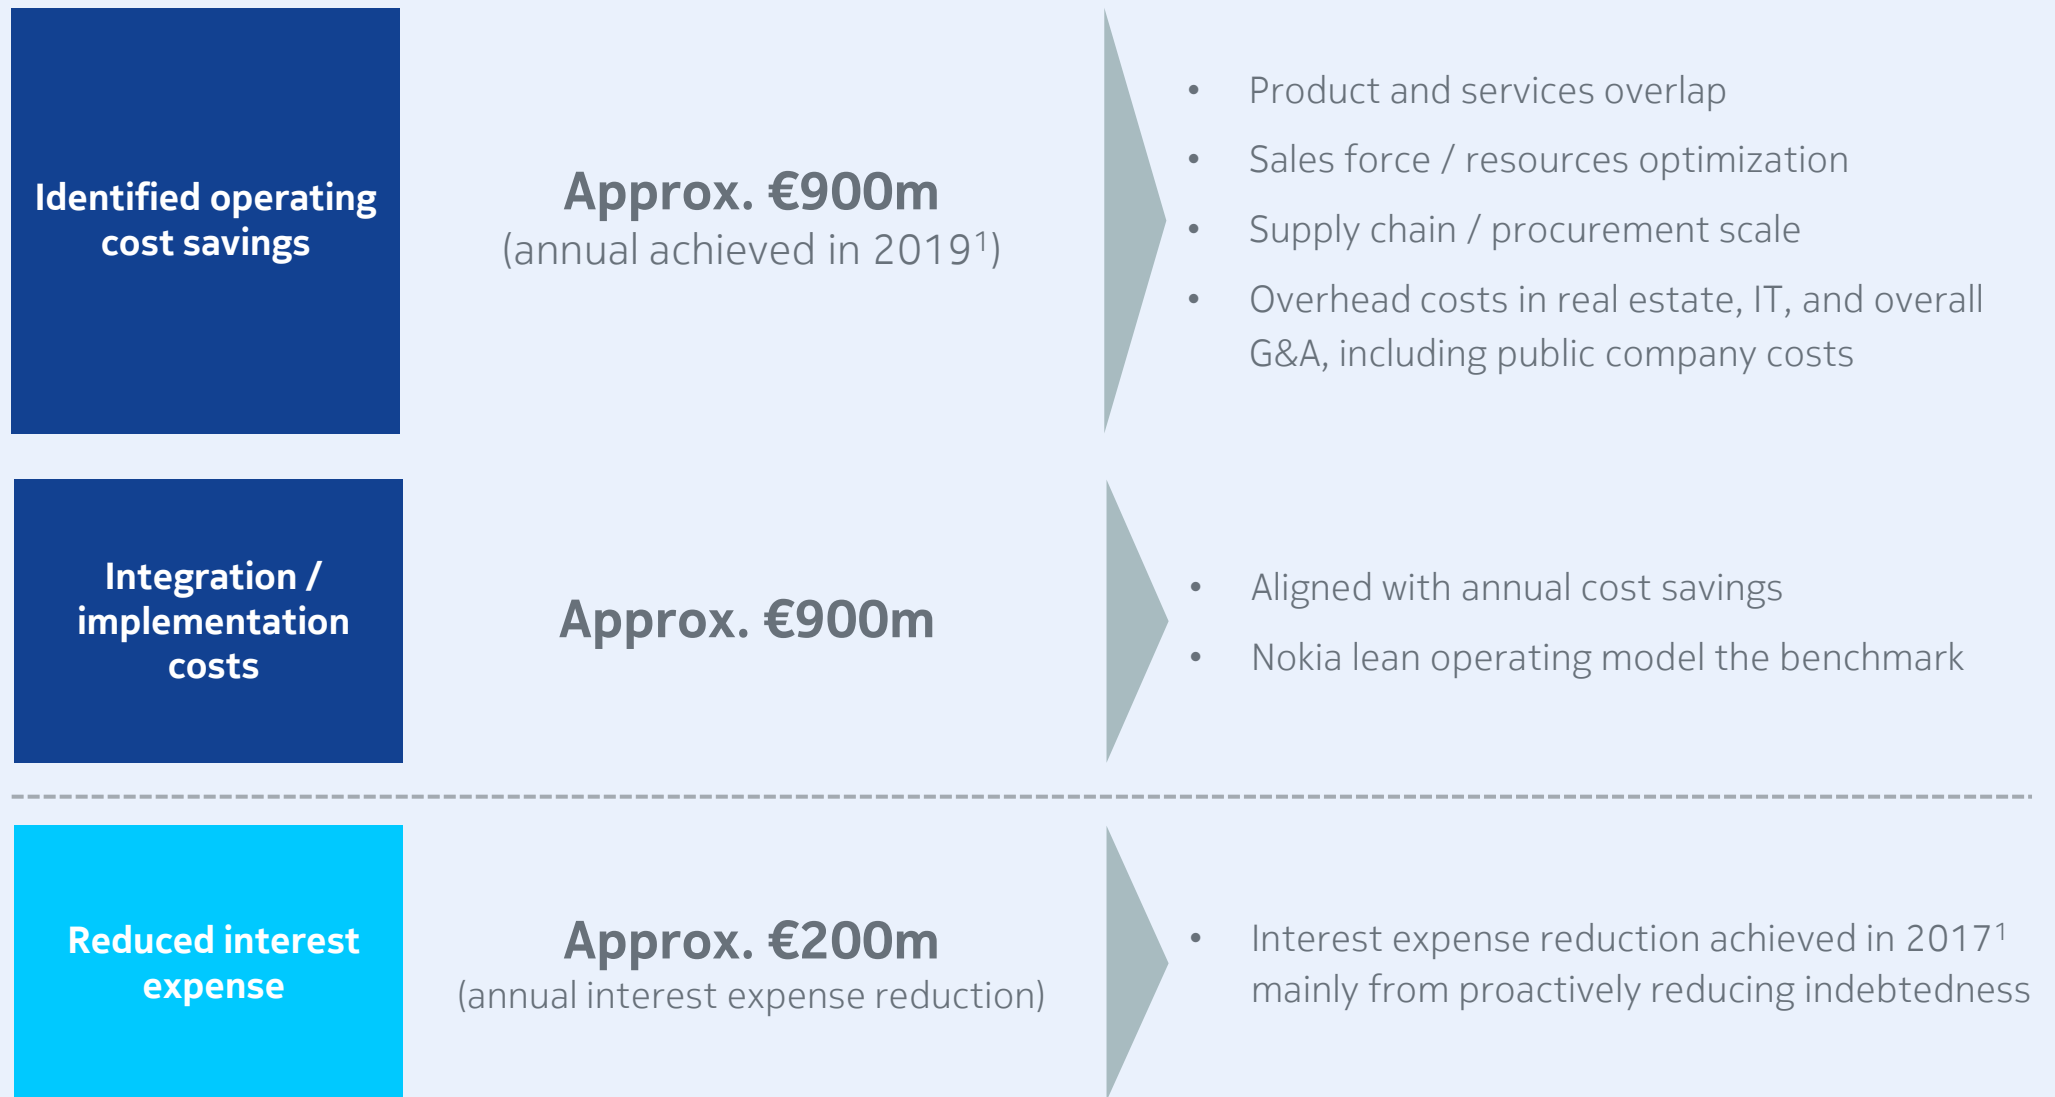 Identified operating
cost savings
Approx. €900m
(annual achieved in 2019¹)
• Product and services overlap
• Sales force / resources optimization
• Supply chain / procurement scale
• Overhead costs in real estate, IT, and overall
G&A, including public company costs
Integration /
implementation
costs
Approx. €900m
• Aligned with annual cost savings
• Nokia lean operating model the benchmark
Reduced interest
expense
Approx. €200m
(annual interest expense reduction)
• Interest expense reduction achieved in 2017¹
mainly from proactively reducing indebtedness